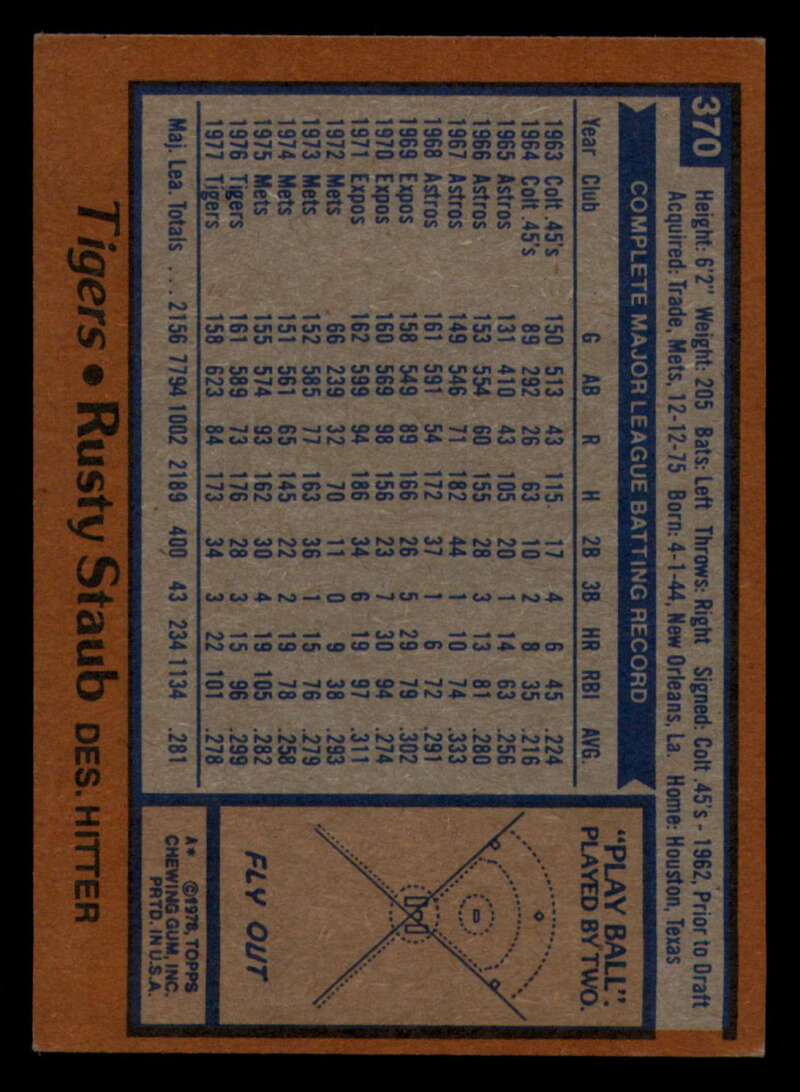 370
Height: 6'2" Weight: 205 Bats: Left Throws: Right Signed: Colt .45's - 1962, Prior to Draft
Acquired: Trade, Mets, 12-12-75 Born: 4-1-44, New Orleans, La. Home: Houston, Texas
COMPLETE MAJOR LEAGUE BATTING RECORD
Year Club G AB R H 2B 3B HR RBI AVG.
1963 Colt .45's 150 513 43 115 17 4 6 45 .224
1964 Colt .45's 89 292 26 63 10 2 8 35 .216
1965 Astros 131 410 43 105 20 1 14 63 .256
1966 Astros 153 554 60 155 28 3 13 81 .280
1967 Astros 149 546 71 182 44 1 10 74 .333
1968 Astros 161 591 54 172 37 1 6 72 .291
1969 Expos 158 549 89 166 26 5 29 79 .302
1970 Expos 160 569 98 156 23 7 30 94 .274
1971 Expos 162 599 94 186 34 6 19 97 .311
1972 Mets 66 239 32 70 11 0 9 38 .293
1973 Mets 152 585 77 163 36 1 15 76 .279
1974 Mets 151 561 65 145 22 2 19 78 .258
1975 Mets 155 574 93 162 30 4 19 105 .282
1976 Tigers 161 589 73 176 28 3 15 96 .299
1977 Tigers 158 623 84 173 34 3 22 101 .278
Maj. Lea. Totals .... 2156 7794 1002 2189 400 43 234 1134 .281
"PLAY BALL":
PLAYED BY TWO.
FLY OUT
A* ©1978, TOPPS
CHEWING GUM, INC.
PRTD. IN U.S.A.
Tigers • Rusty Staub DES. HITTER